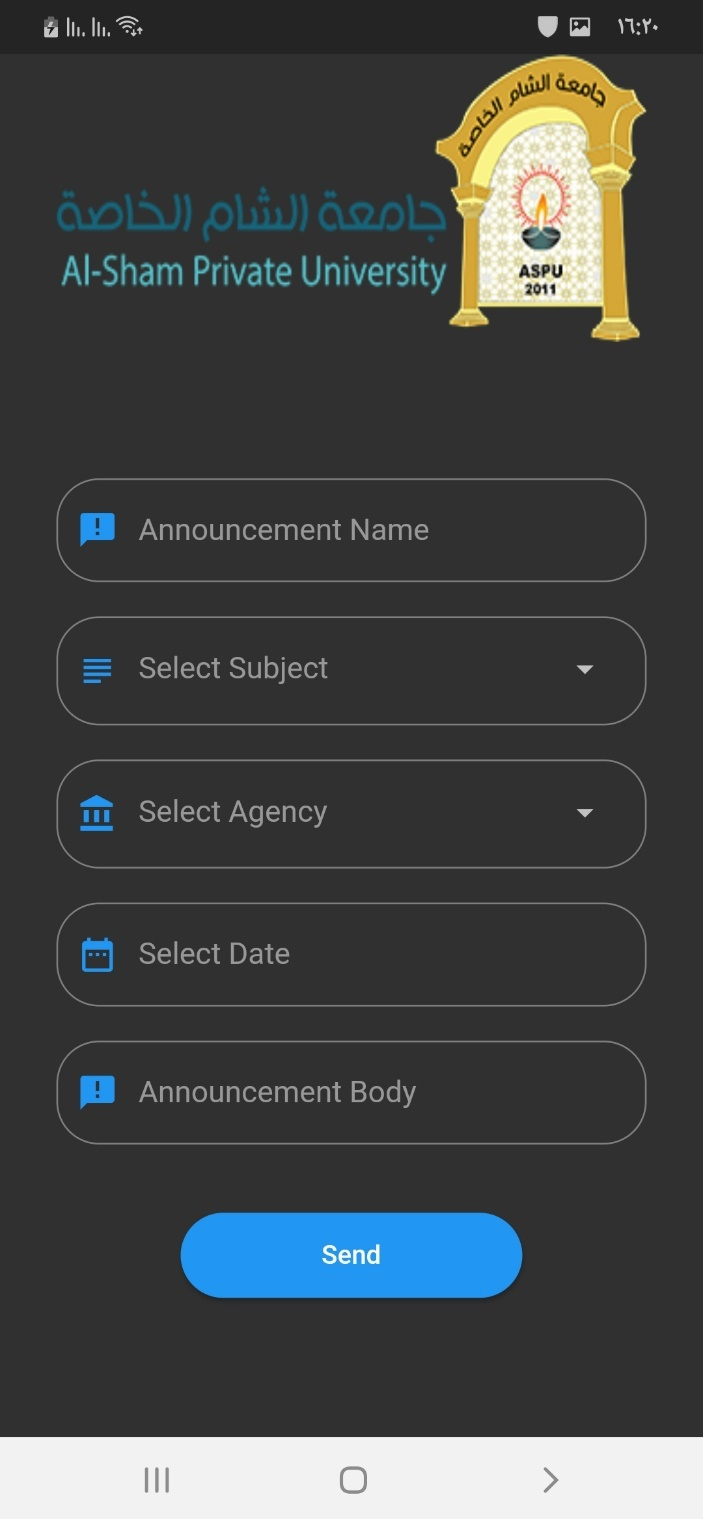 ١٦:٢٠
جامعة الشام الخاصة
جامعة الشام الخاصة
Al-Sham Private University
ASPU
2011
Announcement Name
Select Subject
Select Agency
Select Date
Announcement Body
Send